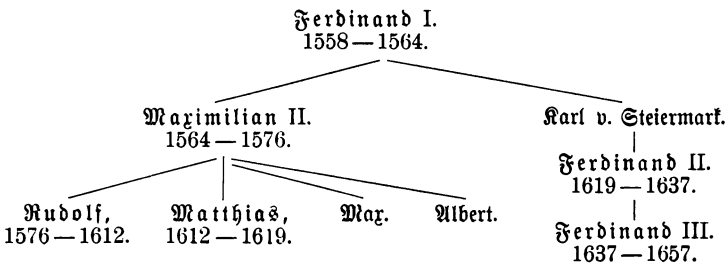 Ferdinand I.
1558 — 1564.
Maximilian II.
1564 — 1576.
Karl v. Steiermark.
Ferdinand II.
1619 — 1637.
Rudolf,
1576 — 1612.
Matthias,
1612 — 1619.
Max.
Albert.
Ferdinand III.
1637 — 1657.